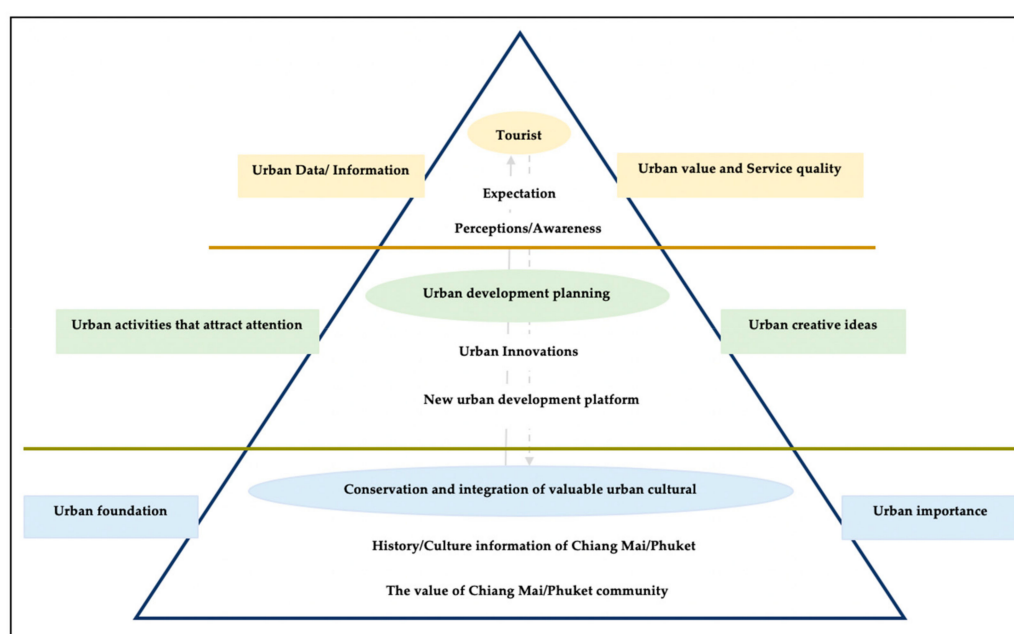 Tourist
Urban Data/ Information
Urban value and Service quality
Expectation
Perceptions/Awareness
Urban development planning
Urban activities that attract attention
Urban creative ideas
Urban Innovations
New urban development platform
Conservation and integration of valuable urban cultural
Urban foundation
Urban importance
History/Culture information of Chiang Mai/Phuket
The value of Chiang Mai/Phuket community